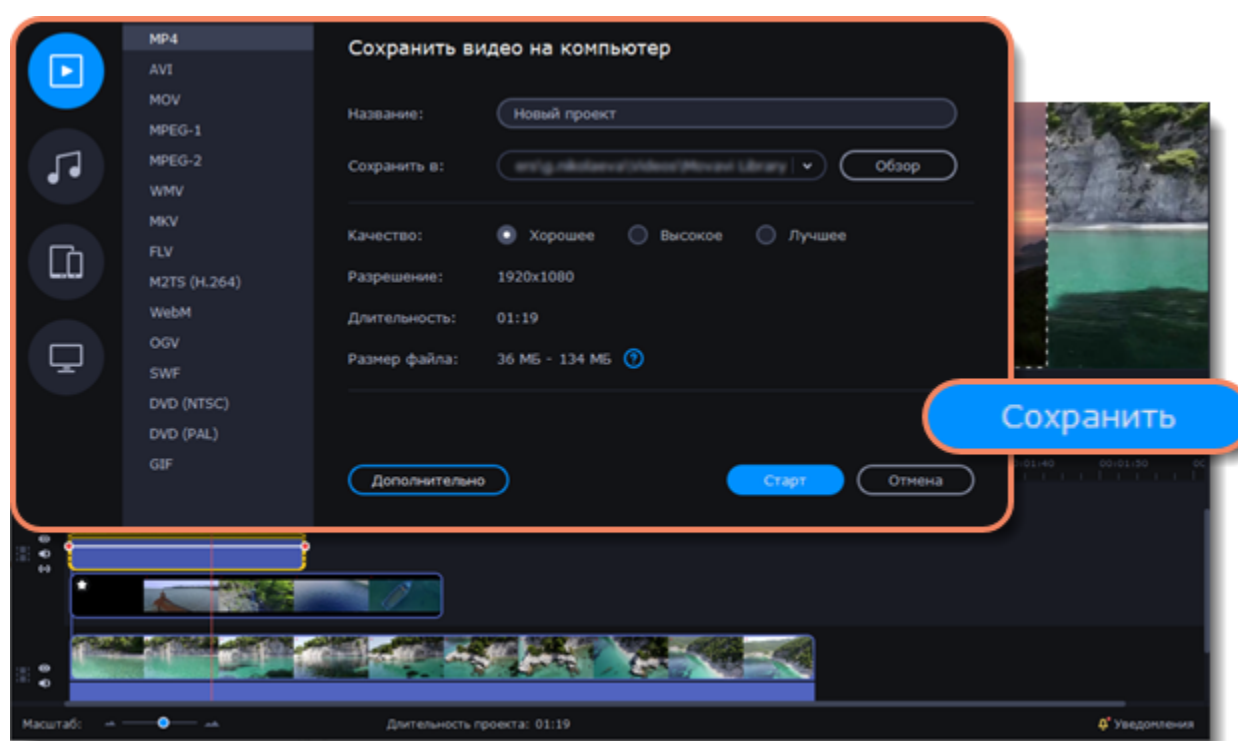 MP4
AVI
MOV
MPEG-1
MPEG-2
WMV
MKV
FLV
M2TS (H.264)
WebM
OGV
SWF
DVD (NTSC)
DVD (PAL)
GIF
Сохранить видео на компьютер
Название: Новый проект
Сохранить в: Movavi Library Обзор
Качество: Хорошее Высокое Лучшее
Разрешение: 1920x1080
Длительность: 01:19
Размер файла: 36 МБ - 134 МБ ?
Дополнительно Старт Отмена
Сохранить
00:01:50
Масштаб: Длительность проекта: 01:19 Уведомления